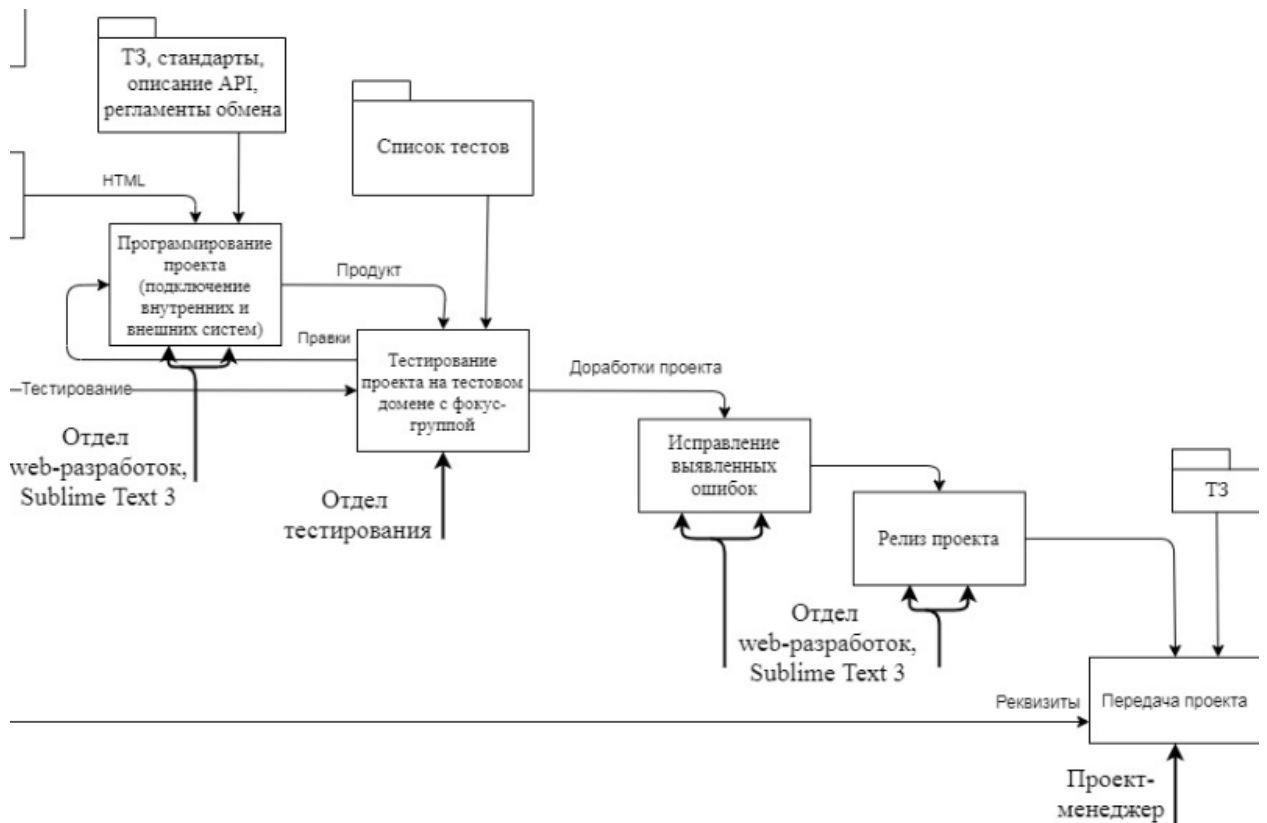 ТЗ, стандарты,
описание API,
регламенты обмена
Список тестов
HTML
Программирование
проекта
(подключение
внутренних и
внешних систем)
Продукт
Правки
Тестирование
проекта на тестовом
домене с фокус-
группой
Тестирование
Доработки проекта
Отдел
web-разработок,
Sublime Text 3
Отдел
тестирования
Исправление
выявленных
ошибок
ТЗ
Релиз проекта
Отдел
web-разработок,
Sublime Text 3
Реквизиты
Передача проекта
Проект-
менеджер